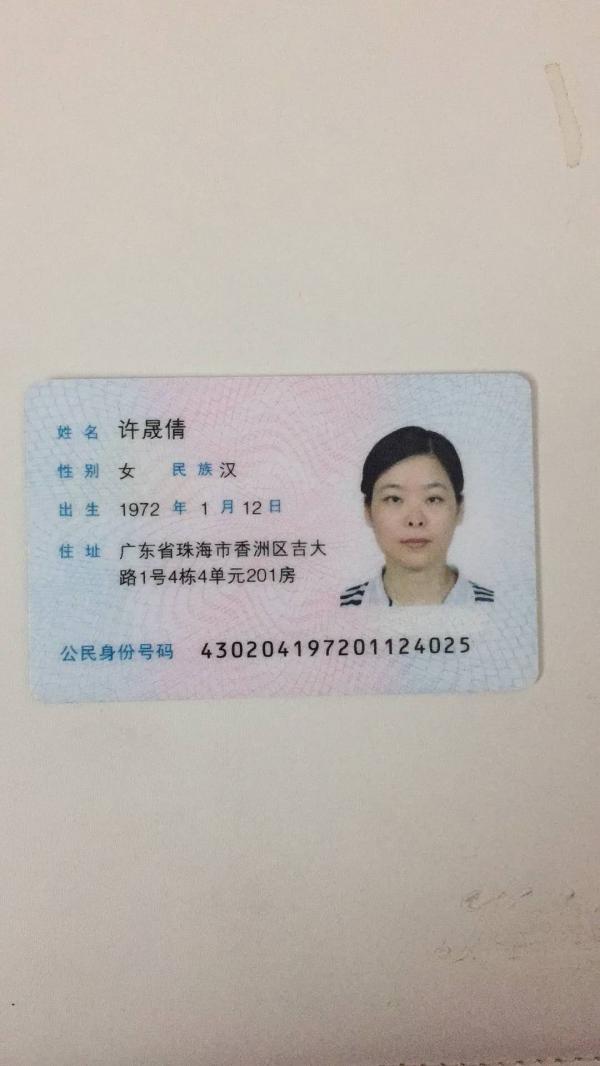 姓名 许晟倩
性别 女 民族 汉
出生 1972 年 1 月 12 日
住址 广东省珠海市香洲区吉大
路1号4栋4单元201房
公民身份号码 430204197201124025